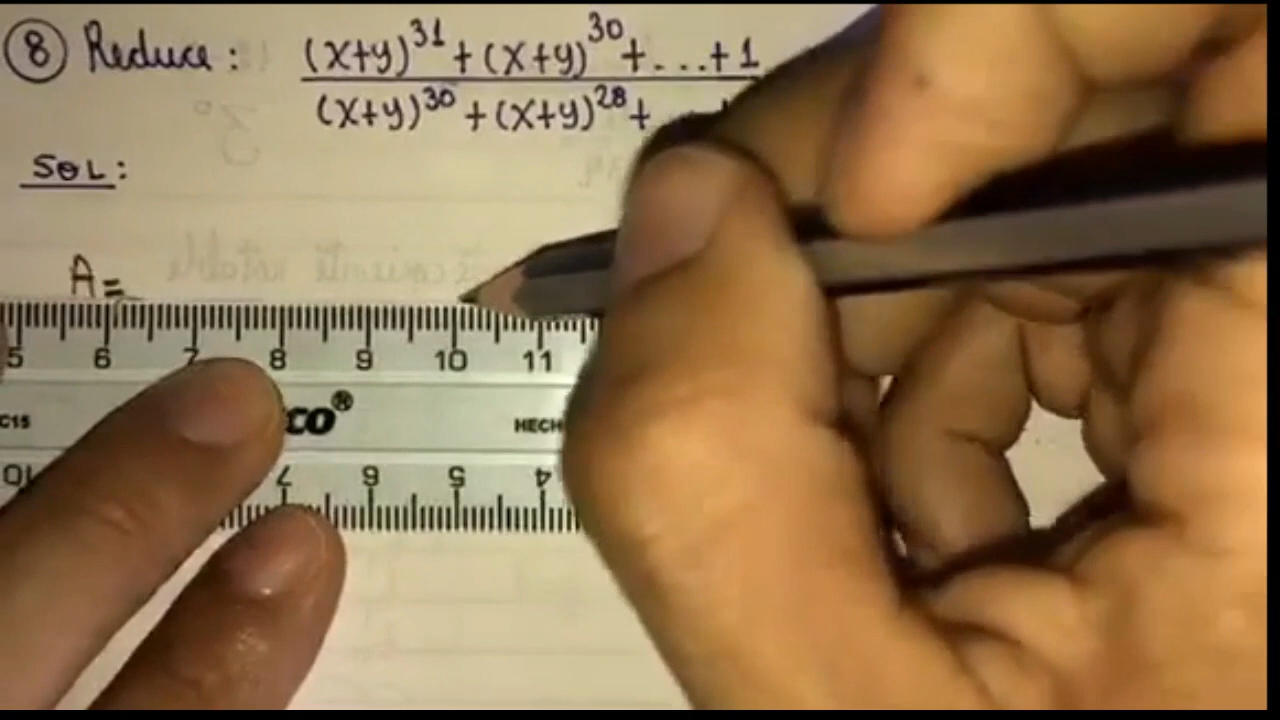 8 Reduce: (x+y)^31 + (x+y)^30 + ... + 1
(x+y)^30 + (x+y)^28 +
SOL:
A =
5 6 7 8 9 10 11
C15 co® HECH
10 7 6 5 4